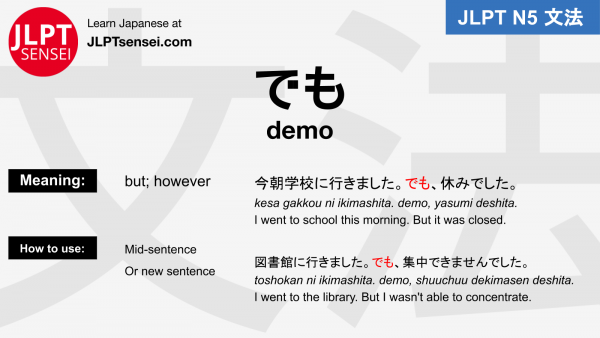 JLPT
SENSEI
Learn Japanese at
JLPTsensei.com
JLPT N5 文法
文法
でも
demo
Meaning:
but; however
今朝学校に行きました。でも、休みでした。
kesa gakkou ni ikimashita. demo, yasumi deshita.
I went to school this morning. But it was closed.
How to use:
Mid-sentence
Or new sentence
図書館に行きました。でも、集中できませんでした。
toshokan ni ikimashita. demo, shuuchuu dekimasen deshita.
I went to the library. But I wasn't able to concentrate.